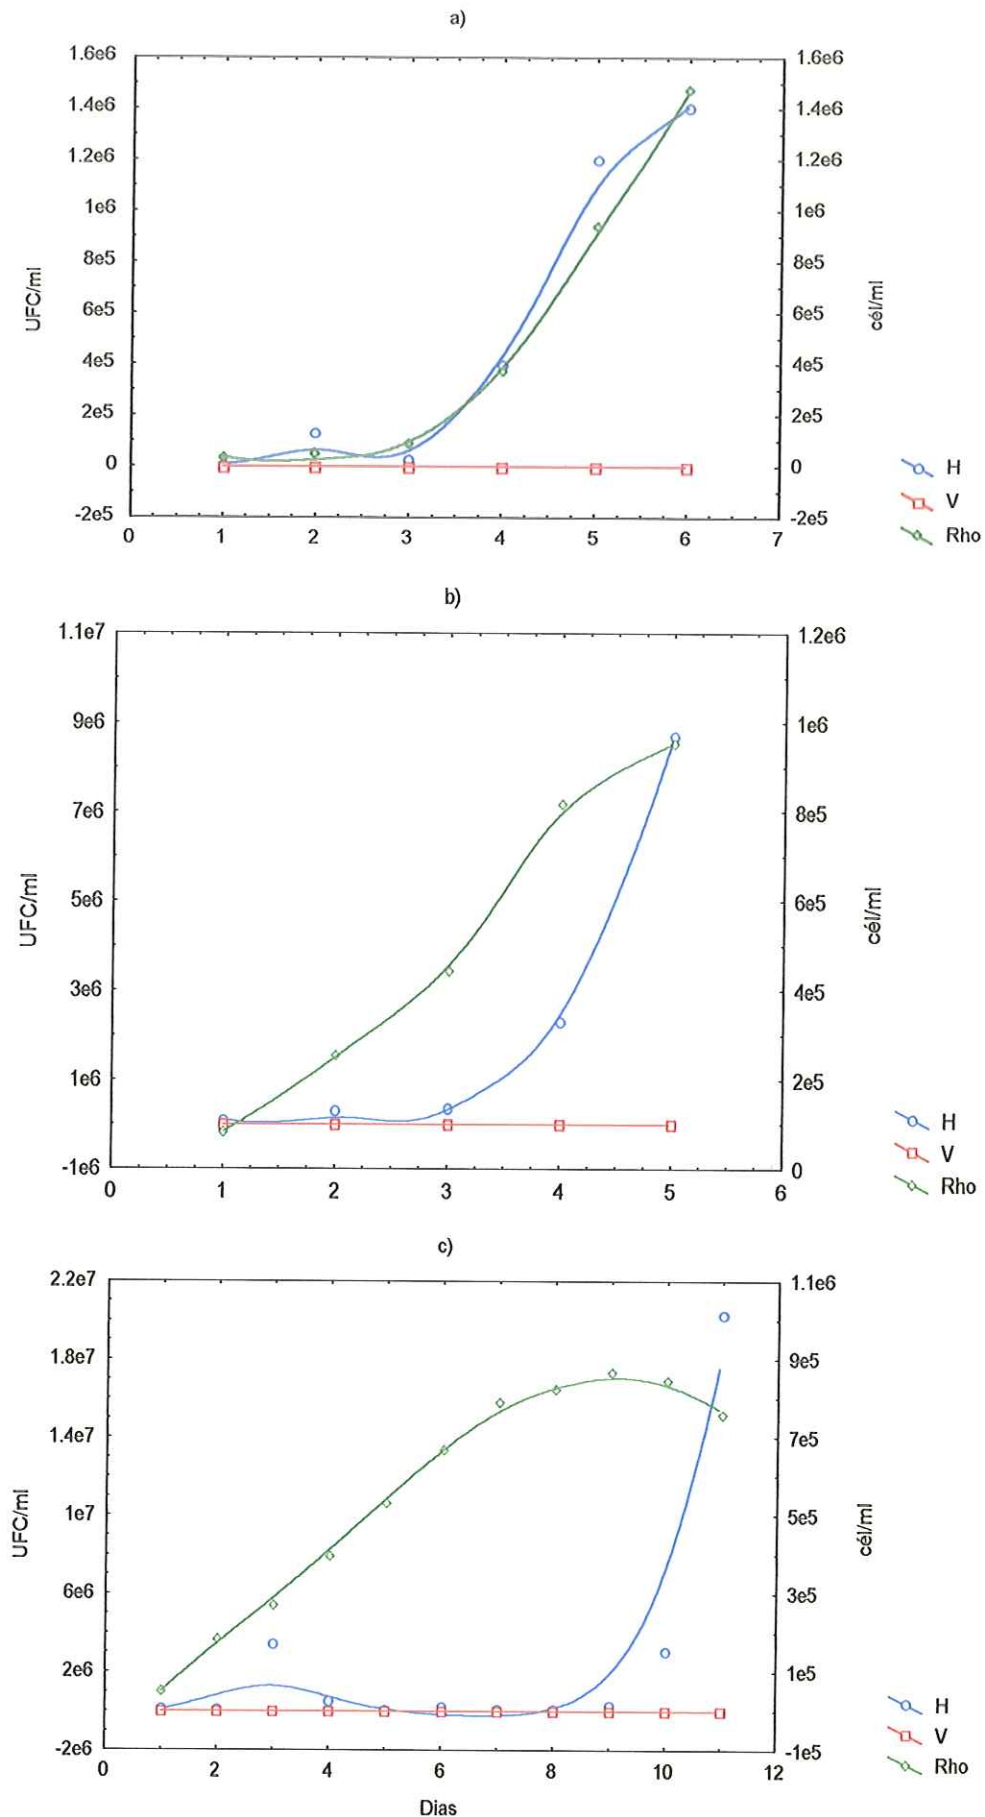 a)
1.6e6
1.4e6
1.2e6
1e6
8e5
6e5
4e5
2e5
0
-2e5
UFC/ml
1.6e6
1.4e6
1.2e6
1e6
8e5
6e5
4e5
2e5
0
-2e5
cél/ml
0 1 2 3 4 5 6 7
H
V
Rho
b)
1.1e7
9e6
7e6
5e6
3e6
1e6
-1e6
UFC/ml
1.2e6
1e6
8e5
6e5
4e5
2e5
0
cél/ml
0 1 2 3 4 5 6
H
V
Rho
c)
2.2e7
1.8e7
1.4e7
1e7
6e6
2e6
-2e6
UFC/ml
1.1e6
9e5
7e5
5e5
3e5
1e5
-1e5
cél/ml
0 2 4 6 8 10 12
Dias
H
V
Rho